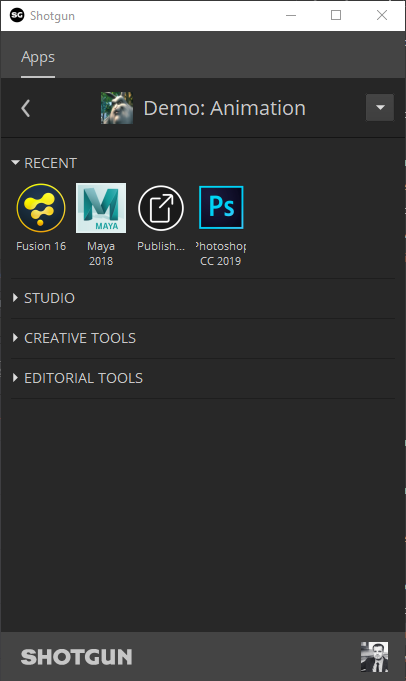 SG Shotgun
Apps
Demo: Animation
RECENT
Fusion 16
MAYA
Maya
2018
Publish...
Ps
Photoshop
CC 2019
STUDIO
CREATIVE TOOLS
EDITORIAL TOOLS
SHOTGUN